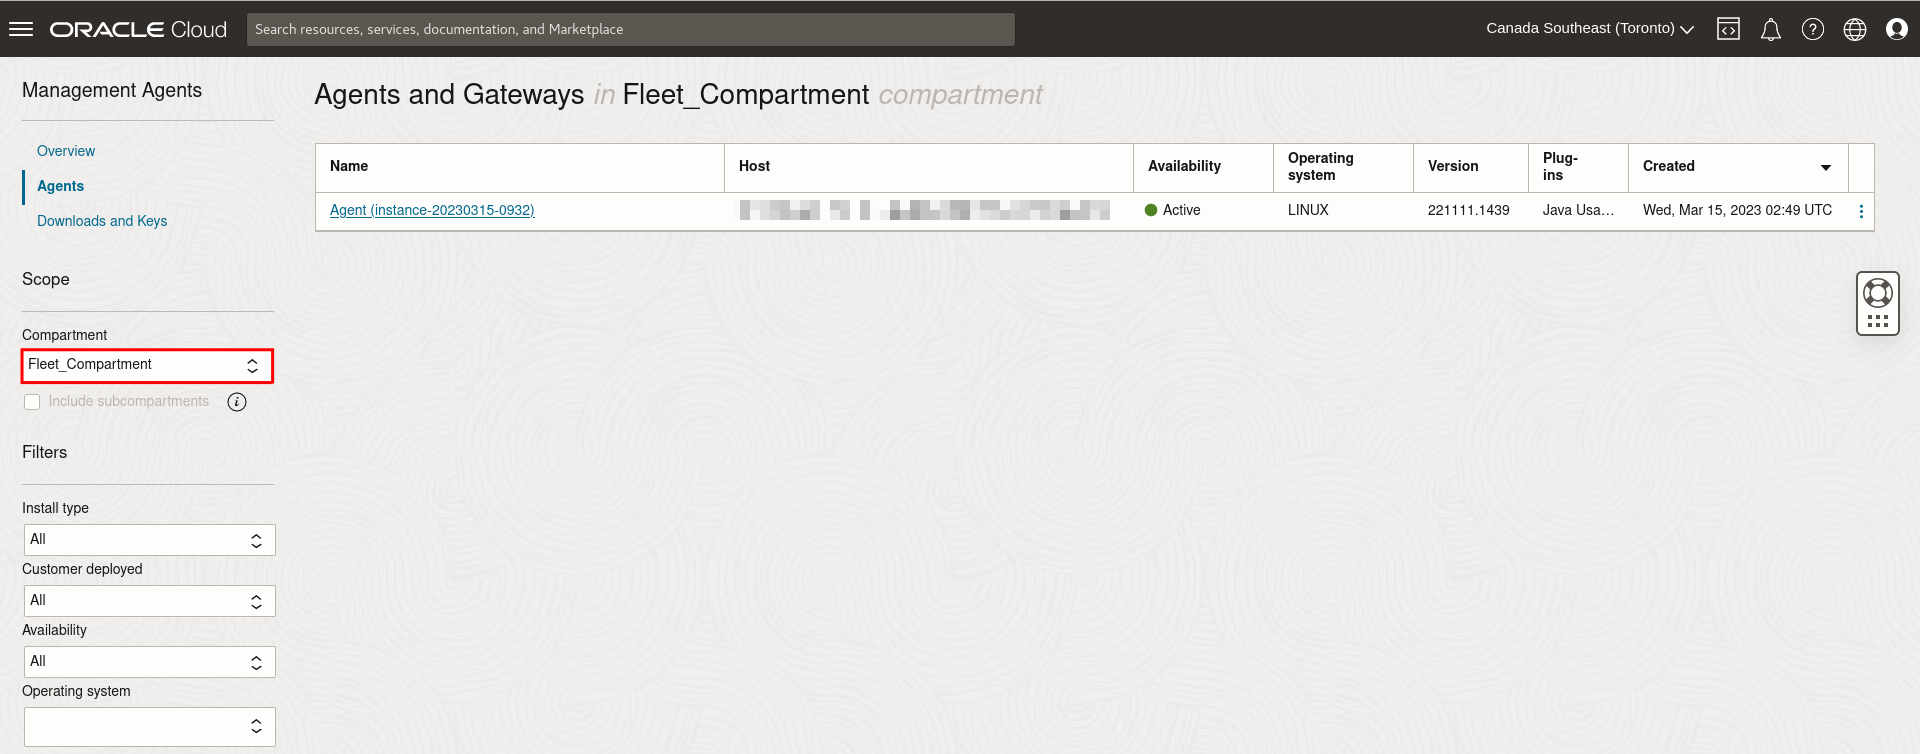 ORACLE Cloud
Search resources, services, documentation, and Marketplace
Canada Southeast (Toronto)
Management Agents
Overview
Agents
Downloads and Keys
Scope
Compartment
Fleet_Compartment
Include subcompartments
Filters
Install type
All
Customer deployed
All
Availability
All
Operating system
Agents and Gateways in Fleet_Compartment compartment
Name Host Availability Operating system Version Plug-ins Created
Agent (instance-20230315-0932) Active LINUX 221111.1439 Java Usa... Wed, Mar 15, 2023 02:49 UTC